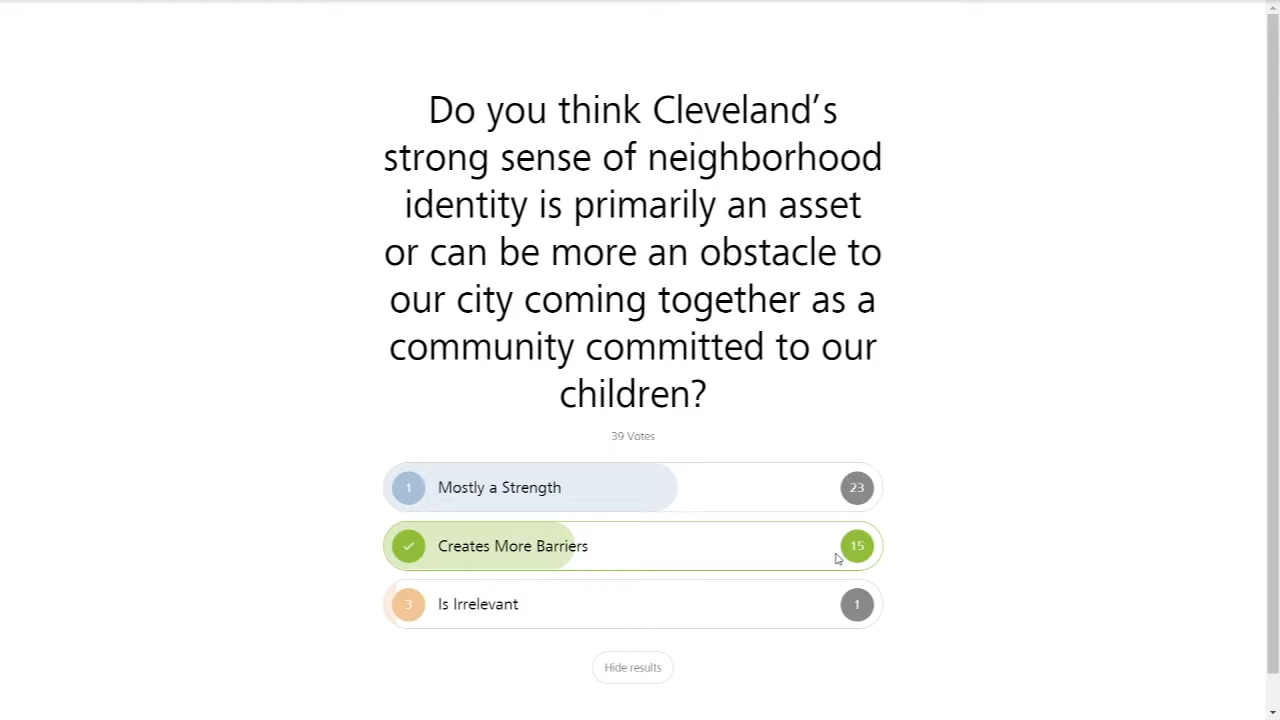 Do you think Cleveland’s
strong sense of neighborhood
identity is primarily an asset
or can be more an obstacle to
our city coming together as a
community committed to our
children?
39 Votes
1 Mostly a Strength 23
Creates More Barriers 15
3 Is Irrelevant 1
Hide results